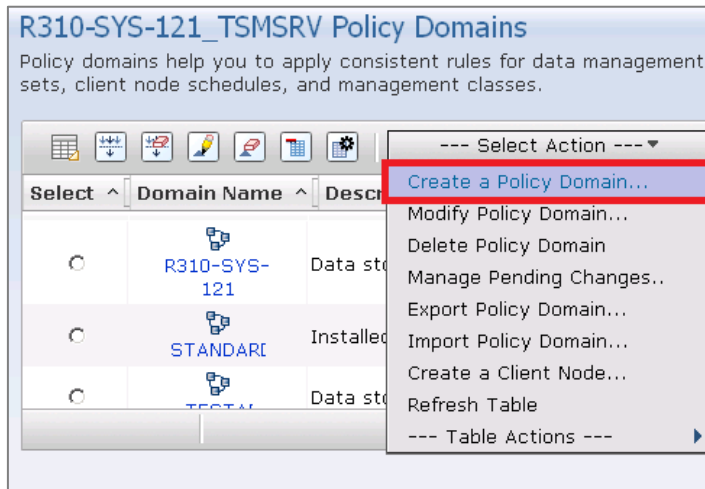 R310-SYS-121_TSMSRV Policy Domains
Policy domains help you to apply consistent rules for data management
sets, client node schedules, and management classes.
--- Select Action ---
Select ^ Domain Name ^
Create a Policy Domain...
Modify Policy Domain...
Delete Policy Domain
Manage Pending Changes..
Export Policy Domain...
Import Policy Domain...
Create a Client Node...
Refresh Table
--- Table Actions ---
R310-SYS-
121
Data
STANDARD
Installed
Data